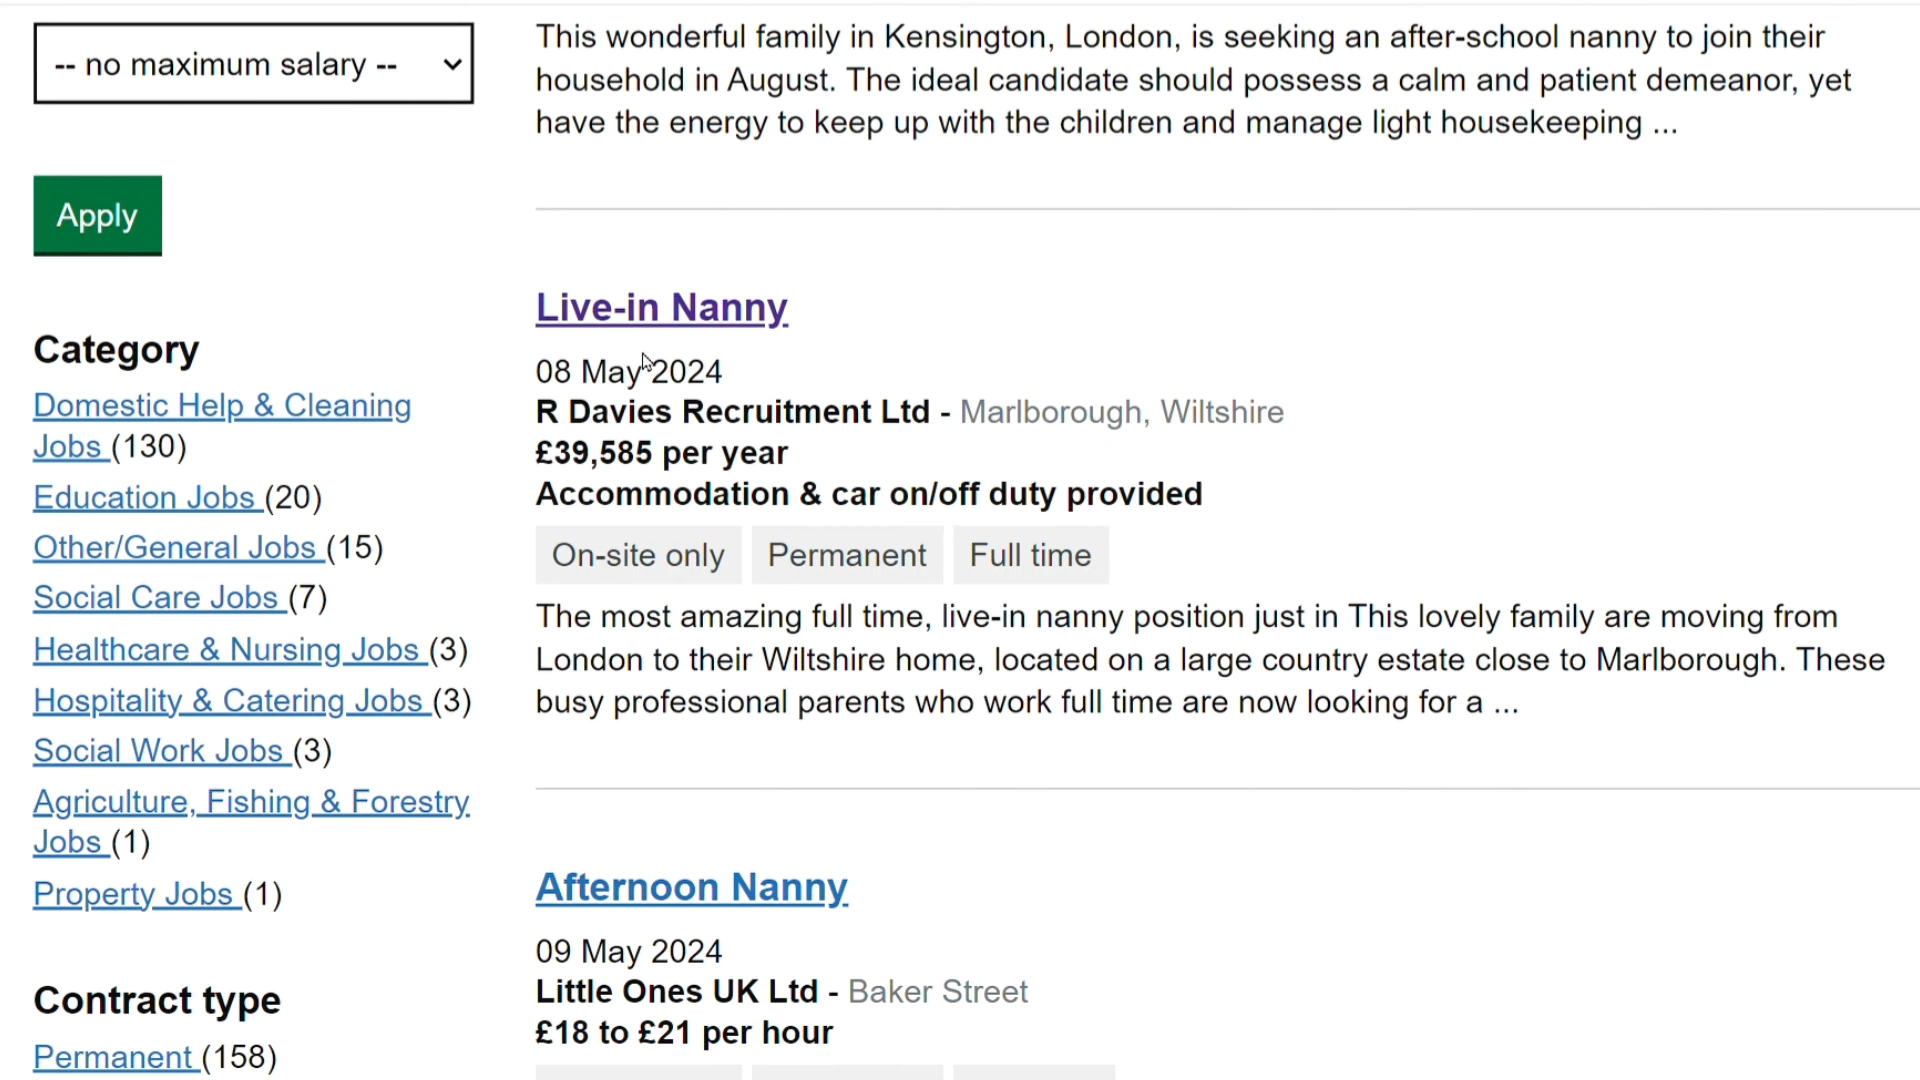 -- no maximum salary --
Apply
Category
Domestic Help & Cleaning
Jobs (130)
Education Jobs (20)
Other/General Jobs (15)
Social Care Jobs (7)
Healthcare & Nursing Jobs (3)
Hospitality & Catering Jobs (3)
Social Work Jobs (3)
Agriculture, Fishing & Forestry
Jobs (1)
Property Jobs (1)
Contract type
Permanent (158)
This wonderful family in Kensington, London, is seeking an after-school nanny to join their
household in August. The ideal candidate should possess a calm and patient demeanor, yet
have the energy to keep up with the children and manage light housekeeping ...
Live-in Nanny
08 May 2024
R Davies Recruitment Ltd - Marlborough, Wiltshire
£39,585 per year
Accommodation & car on/off duty provided
On-site only Permanent Full time
The most amazing full time, live-in nanny position just in This lovely family are moving from
London to their Wiltshire home, located on a large country estate close to Marlborough. These
busy professional parents who work full time are now looking for a ...
Afternoon Nanny
09 May 2024
Little Ones UK Ltd - Baker Street
£18 to £21 per hour